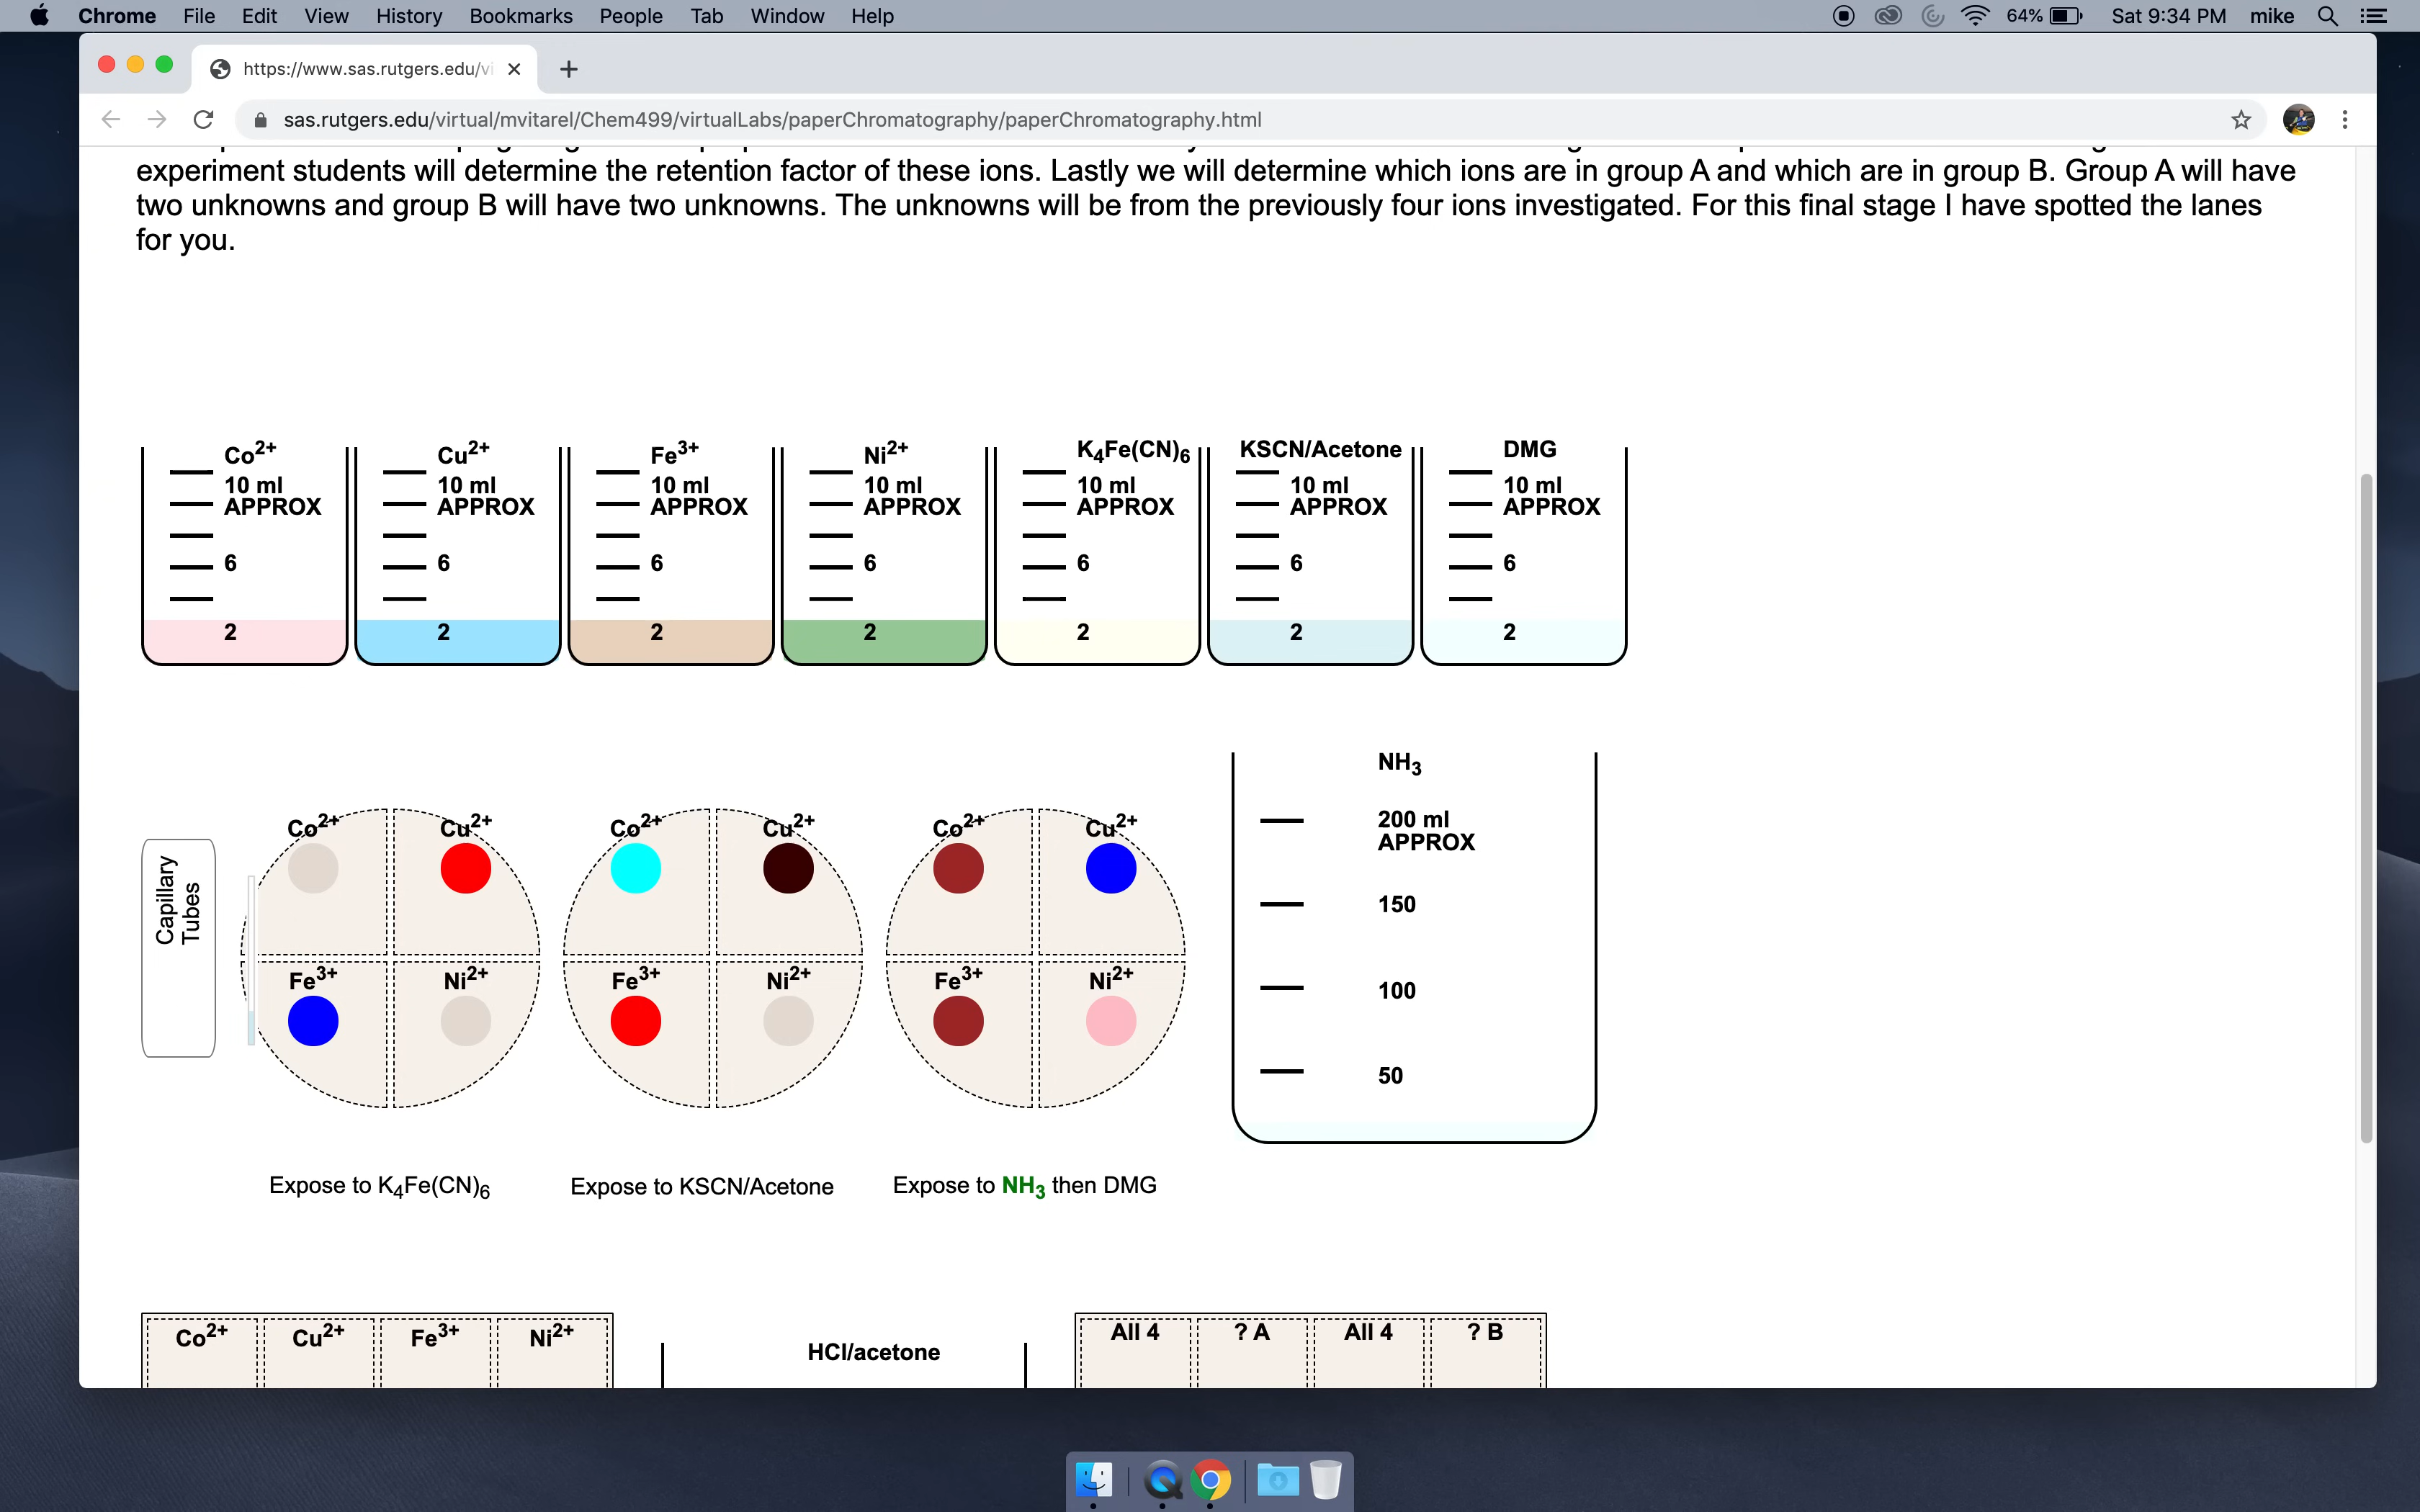 Chrome File Edit View History Bookmarks People Tab Window Help 64% Sat 9:34 PM mike
https://www.sas.rutgers.edu/vi
sas.rutgers.edu/virtual/mvitarel/Chem499/virtualLabs/paperChromatography/paperChromatography.html
experiment students will determine the retention factor of these ions. Lastly we will determine which ions are in group A and which are in group B. Group A will have
two unknowns and group B will have two unknowns. The unknowns will be from the previously four ions investigated. For this final stage I have spotted the lanes
for you.
Co2+ Cu2+ Fe3+ Ni2+ K4Fe(CN)6 KSCN/Acetone DMG
10 ml 10 ml 10 ml 10 ml 10 ml 10 ml 10 ml
APPROX APPROX APPROX APPROX APPROX APPROX APPROX
6 6 6 6 6 6 6
2 2 2 2 2 2 2
NH3
200 ml
APPROX
150
100
50
Capillary
Tubes
Co2+ Cu2+ Co2+ Cu2+ Co2+ Cu2+
Fe3+ Ni2+ Fe3+ Ni2+ Fe3+ Ni2+
Expose to K4Fe(CN)6 Expose to KSCN/Acetone Expose to NH3 then DMG
Co2+ Cu2+ Fe3+ Ni2+
HCl/acetone
All 4 ? A All 4 ? B